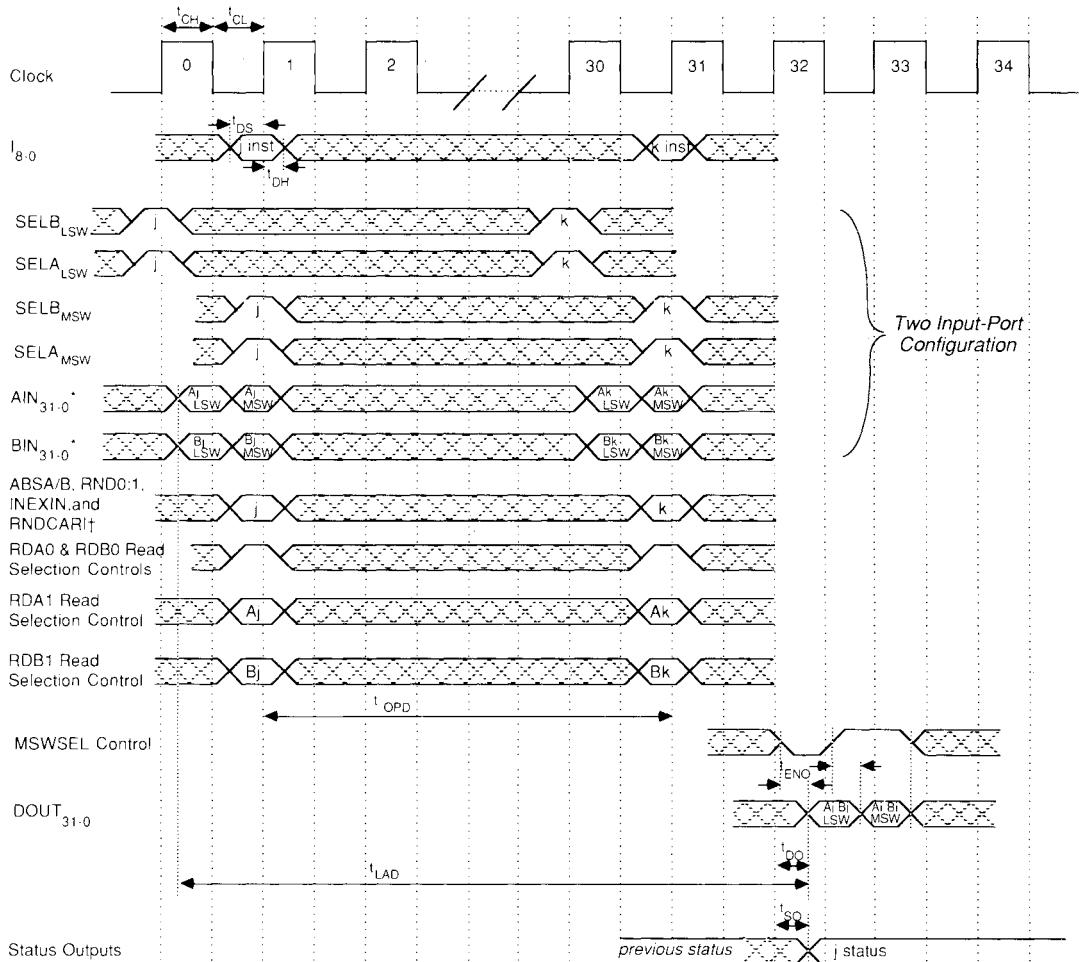 tCH tCL
Clock 0 1 2 30 31 32 33 34
tDS
I8-0 j inst k inst
tDH
SELBLSW j k
SELALSW j k
SELBMSW j k
SELAMSW j k
Two Input-Port
Configuration
AIN31-0* Aj LSW Aj MSW Ak LSW Ak MSW
BIN31-0* Bj LSW Bj MSW Bk LSW Bk MSW
ABSA/B, RND0:1,
INEXIN,and
RNDCARI† j k
RDA0 & RDB0 Read
Selection Controls
RDA1 Read
Selection Control Aj Ak
RDB1 Read
Selection Control Bj Bk
tOPD
MSWSEL Control
tENO
DOUT31-0 Aj Bj LSW Aj Bj MSW
tDO
tLAD
tSO
Status Outputs previous status j status